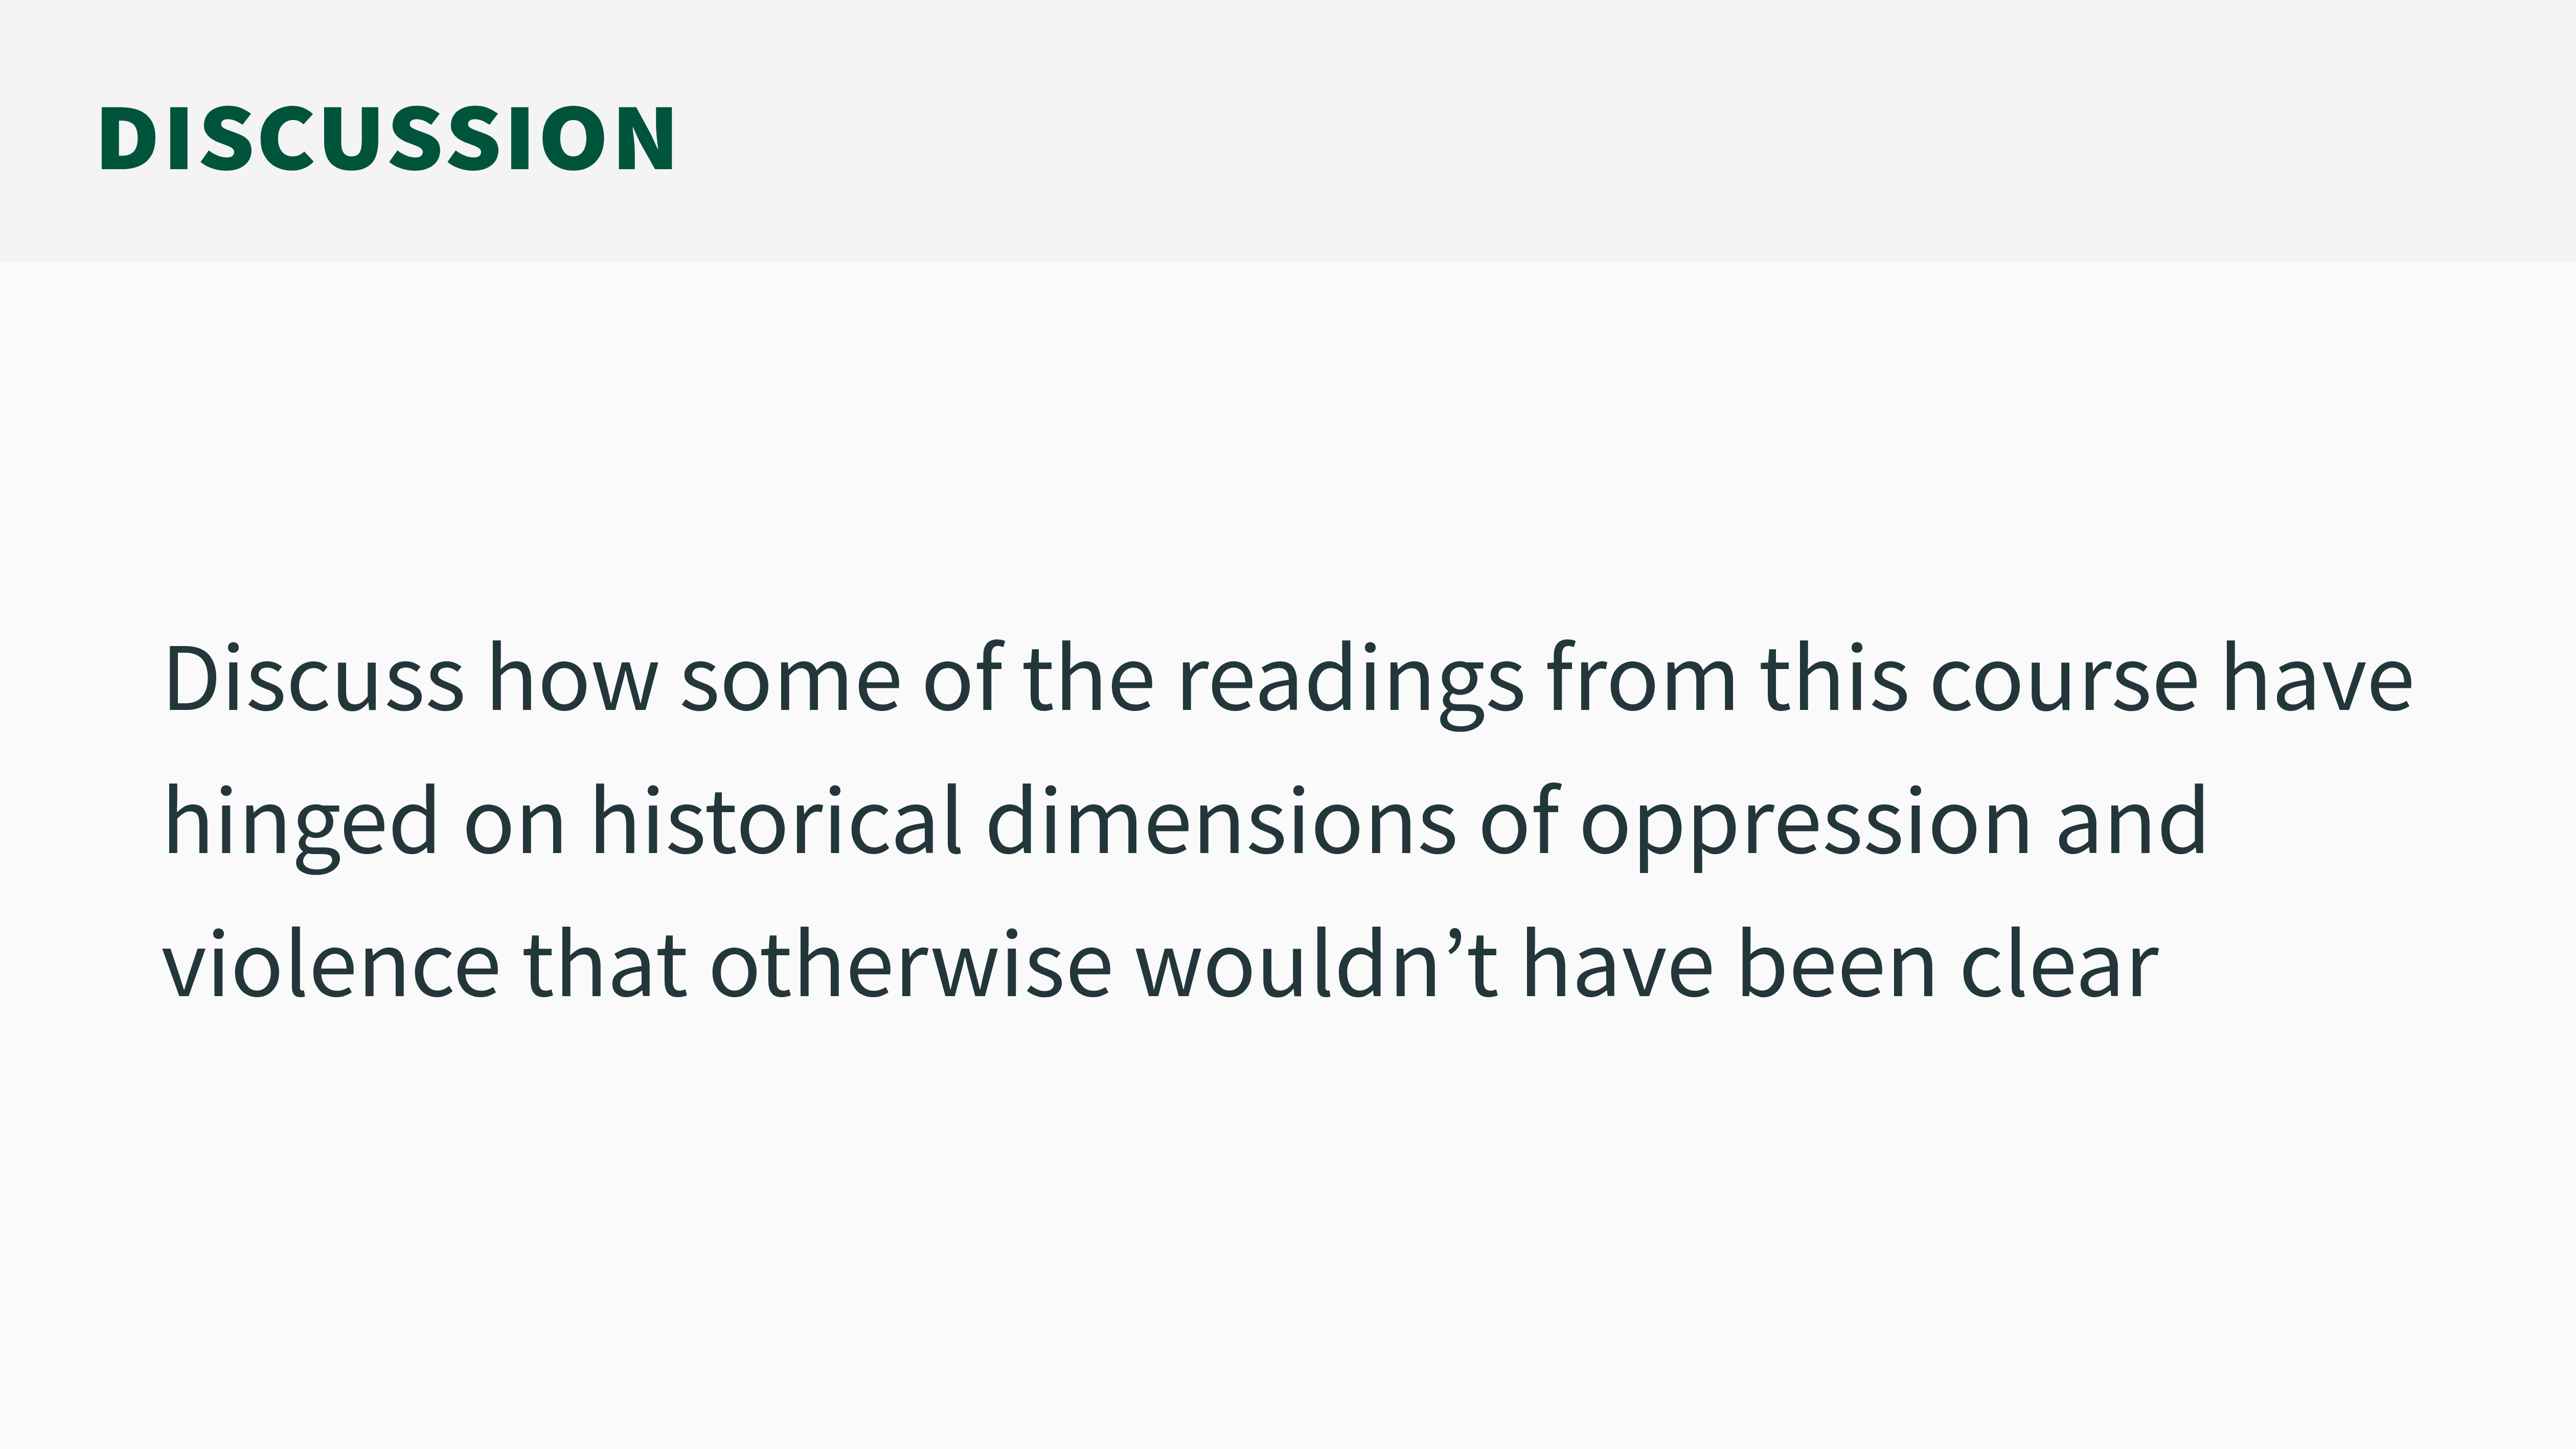 DISCUSSION
Discuss how some of the readings from this course have
hinged on historical dimensions of oppression and
violence that otherwise wouldn’t have been clear